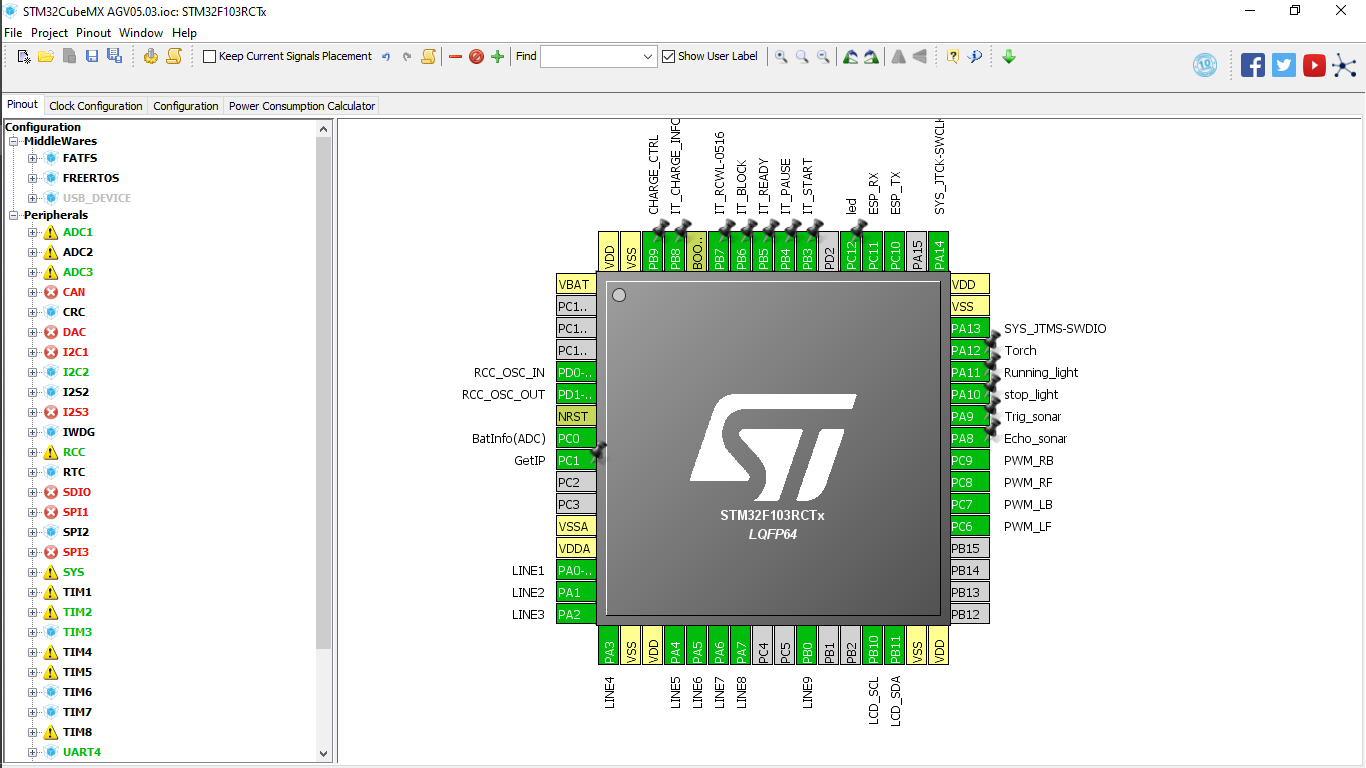 STM32CubeMX AGV05.03.ioc: STM32F103RCTx
File Project Pinout Window Help
Keep Current Signals Placement
Find
Show User Label
10
Pinout Clock Configuration Configuration Power Consumption Calculator
Configuration
MiddleWares
FATFS
FREERTOS
USB_DEVICE
Peripherals
ADC1
ADC2
ADC3
CAN
CRC
DAC
I2C1
I2C2
I2S2
I2S3
IWDG
RCC
RTC
SDIO
SPI1
SPI2
SPI3
SYS
TIM1
TIM2
TIM3
TIM4
TIM5
TIM6
TIM7
TIM8
UART4
CHARGE_CTRL
IT_CHARGE_INFO
IT_RCWL-0516
IT_BLOCK
IT_READY
IT_PAUSE
IT_START
led
ESP_RX
ESP_TX
SYS_JTCK-SWCLK
VDD
VSS
PB9
PB8
BOO..
PB7
PB6
PB5
PB4
PB3
PD2
PC12
PC11
PC10
PA15
PA14
VBAT
PC1..
PC1..
PC1..
RCC_OSC_IN PD0-..
RCC_OSC_OUT PD1-..
NRST
BatInfo(ADC) PC0
GetIP PC1
PC2
PC3
VSSA
VDDA
LINE1 PA0-..
LINE2 PA1
LINE3 PA2
ST
STM32F103RCTx
LQFP64
VDD
VSS
PA13 SYS_JTMS-SWDIO
PA12 Torch
PA11 Running_light
PA10 stop_light
PA9 Trig_sonar
PA8 Echo_sonar
PC9 PWM_RB
PC8 PWM_RF
PC7 PWM_LB
PC6 PWM_LF
PB15
PB14
PB13
PB12
PA3
VSS
VDD
PA4
PA5
PA6
PA7
PC4
PC5
PB0
PB1
PB2
PB10
PB11
VSS
VDD
LINE4
LINE5
LINE6
LINE7
LINE8
LINE9
LCD_SCL
LCD_SDA